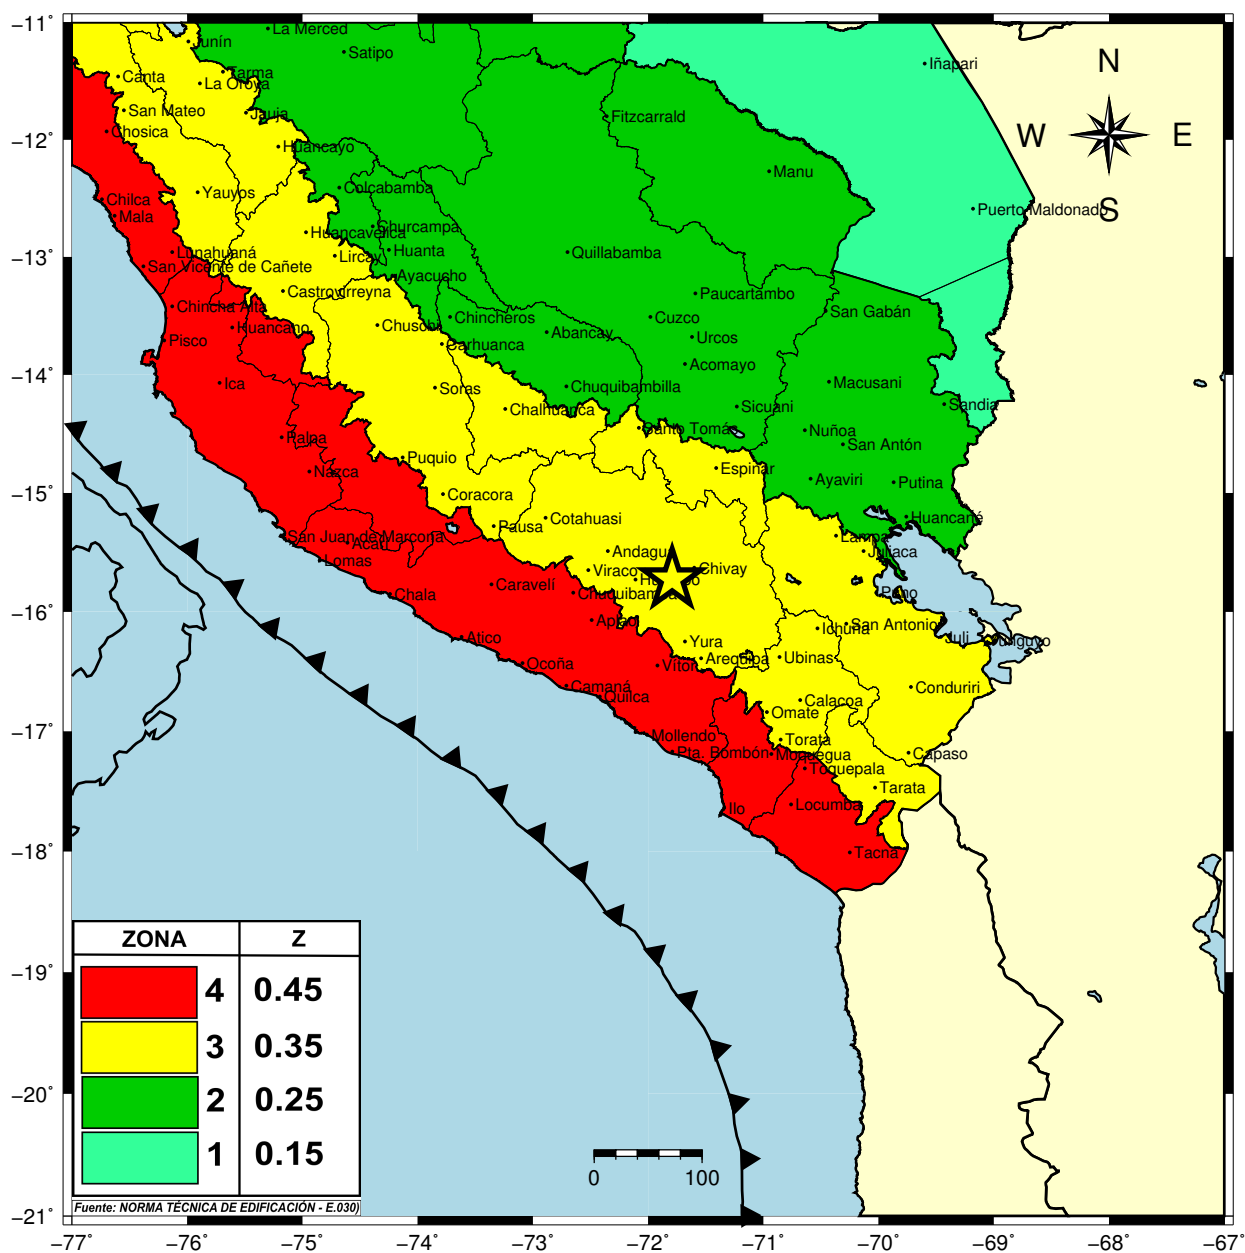 −11˚
−12˚
−13˚
−14˚
−15˚
−16˚
−17˚
−18˚
−19˚
−20˚
−21˚
−77˚
−76˚
−75˚
−74˚
−73˚
−72˚
−71˚
−70˚
−69˚
−68˚
−67˚
N
W
E
S
La Merced
Junín
Satipo
Iñapari
Tarma
Canta
La Oroya
San Mateo
Jauja
Fitzcarrald
Chosica
Huancayo
Manu
Colcabamba
Yauyos
Chilca
Puerto Maldonado
Mala
Churcampa
Huancavelica
Huanta
Quillabamba
Lunahuaná
Lircay
San Vicente de Cañete
Ayacucho
Castrovirreyna
Paucartambo
Chincha Alta
San Gabán
Chincheros
Cuzco
Huancano
Chuschi
Abancay
Urcos
Pisco
Carhuanca
Acomayo
Ica
Soras
Chuquibambilla
Macusani
Chalhuanca
Sicuani
Sandia
Santo Tomás
Nuñoa
Palpa
San Antón
Puquio
Espinar
Nazca
Ayaviri
Putina
Coracora
Cotahuasi
Huancané
Pausa
San Juan de Marcona
Acarí
Lampa
Juliaca
Andagua
Lomas
Viraco
Chivay
Caravelí
Chuquibamba
Puno
Chala
Aplao
Ichuña
San Antonio
Atico
Yura
Juli
Yunguyo
Ocoña
Vitor
Arequipa
Ubinas
Camaná
Quilca
Calacoa
Conduriri
Omate
Mollendo
Torata
Pta. Bombón
Moquegua
Capaso
Toquepala
Tarata
Ilo
Locumba
Tacna
ZONA Z
4 0.45
3 0.35
2 0.25
1 0.15
Fuente: NORMA TÉCNICA DE EDIFICACIÓN - E.030)
0 100